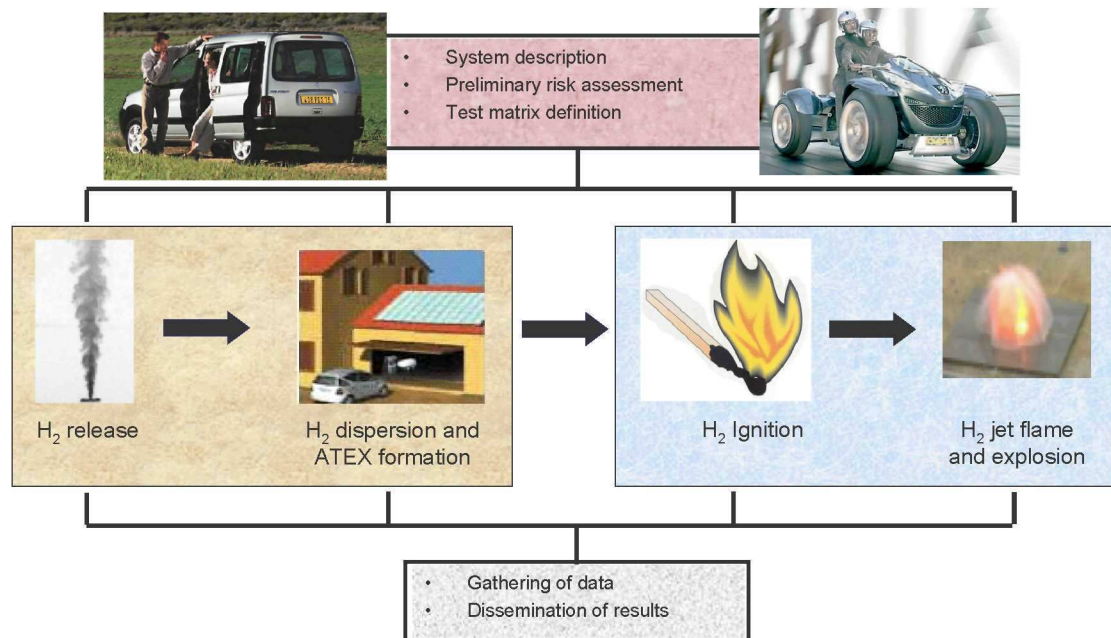 • System description
• Preliminary risk assessment
• Test matrix definition
H₂ release
H₂ dispersion and
ATEX formation
H₂ Ignition
H₂ jet flame
and explosion
• Gathering of data
• Dissemination of results